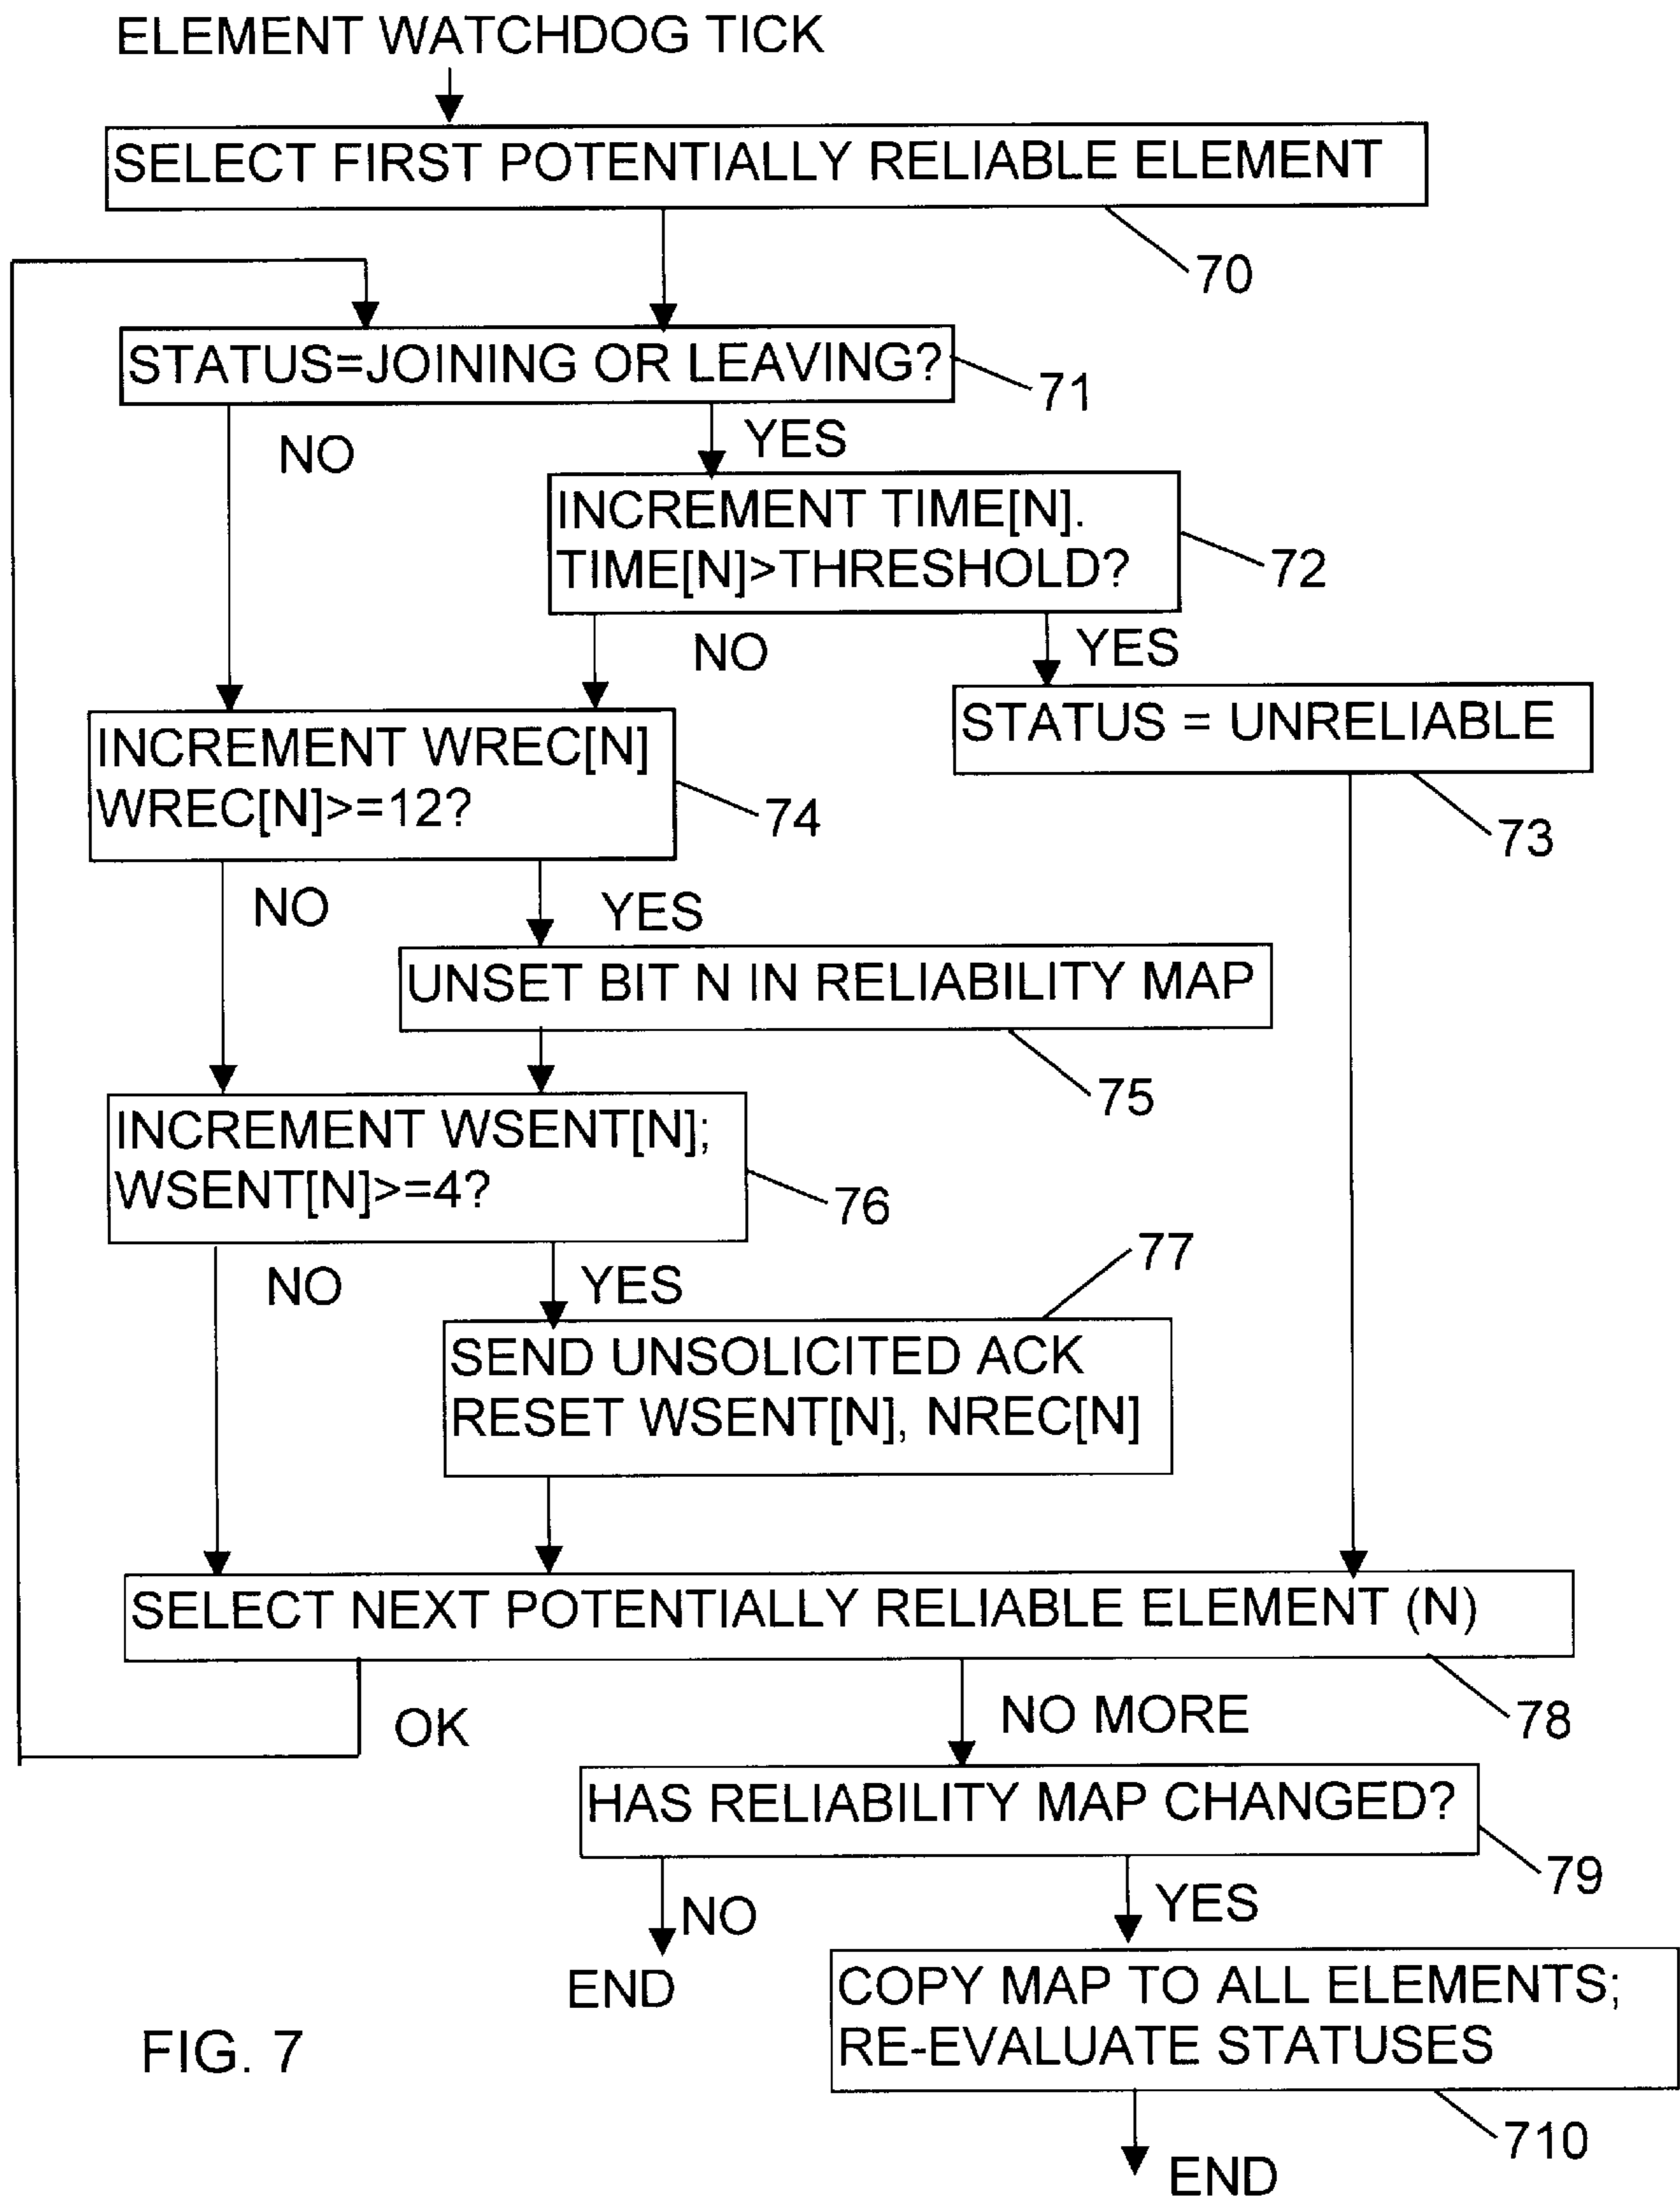 ELEMENT WATCHDOG TICK
SELECT FIRST POTENTIALLY RELIABLE ELEMENT
70
STATUS=JOINING OR LEAVING?
71
NO
YES
INCREMENT TIME[N].
TIME[N]>THRESHOLD?
72
NO
YES
STATUS = UNRELIABLE
73
INCREMENT WREC[N]
WREC[N]>=12?
74
NO
YES
UNSET BIT N IN RELIABILITY MAP
75
INCREMENT WSENT[N];
WSENT[N]>=4?
76
NO
YES
77
SEND UNSOLICITED ACK
RESET WSENT[N], NREC[N]
SELECT NEXT POTENTIALLY RELIABLE ELEMENT (N)
78
OK
NO MORE
HAS RELIABILITY MAP CHANGED?
79
NO
YES
END
COPY MAP TO ALL ELEMENTS;
RE-EVALUATE STATUSES
710
END
FIG. 7